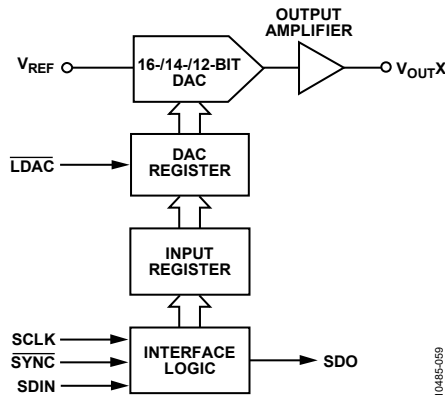 OUTPUT
AMPLIFIER
VREF
16-/14-/12-BIT
DAC
VOUTX
LDAC
DAC
REGISTER
INPUT
REGISTER
SCLK
SYNC
SDIN
INTERFACE
LOGIC
SDO
10485-059